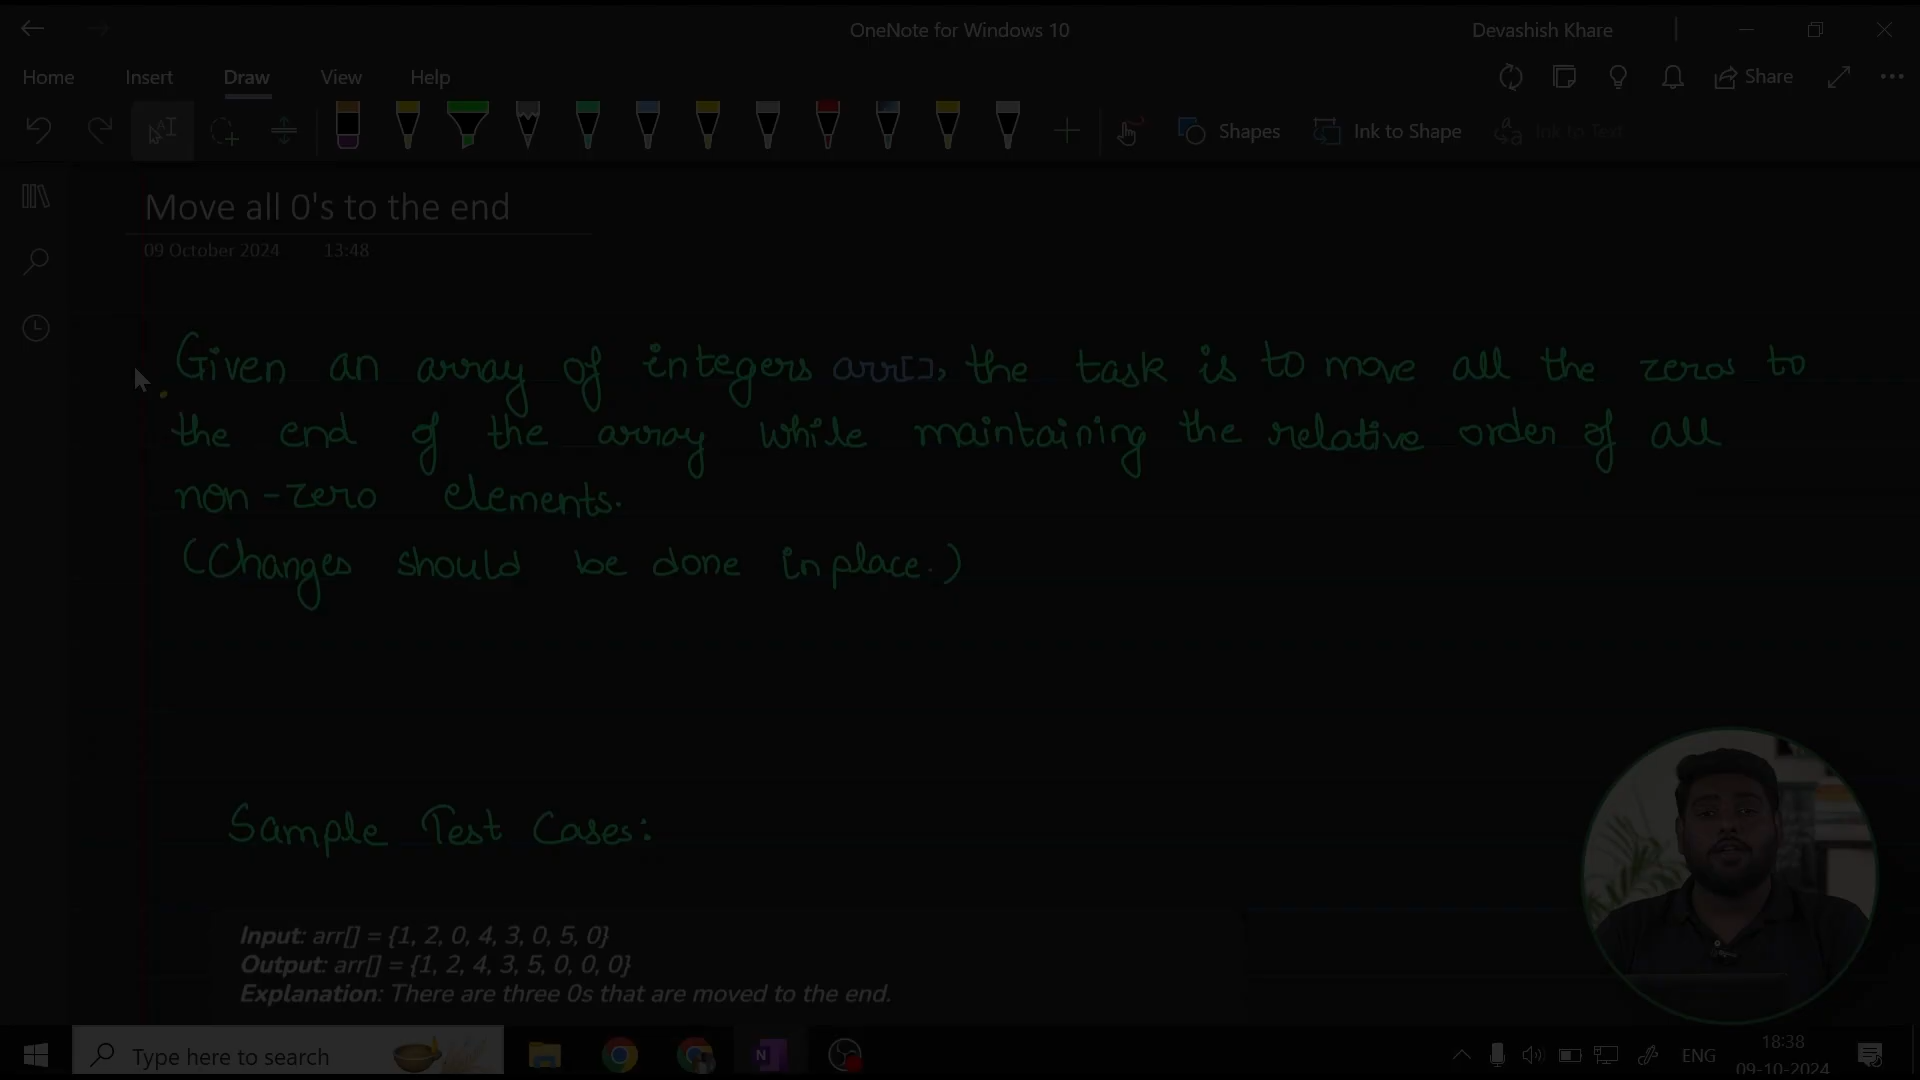 OneNote for Windows 10
Devashish Khare
Home Insert Draw View Help
Share
Shapes Ink to Shape Ink to Text
Move all 0's to the end
09 October 2024 13:48
Given an array of integers arr[], the task is to move all the zeros to
the end of the array while maintaining the relative order of all
non-zero elements.
(Changes should be done in place.)
Sample Test Cases:
Input: arr[] = {1, 2, 0, 4, 3, 0, 5, 0}
Output: arr[] = {1, 2, 4, 3, 5, 0, 0, 0}
Explanation: There are three 0s that are moved to the end.
Type here to search
ENG
18:38
09-10-2024